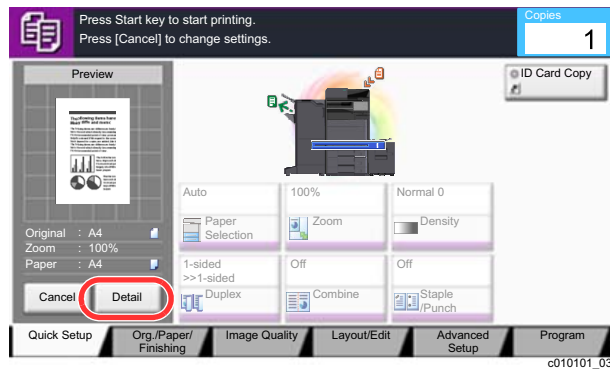 Press Start key to start printing.
Press [Cancel] to change settings.
Copies
1
Preview
Original : A4
Zoom : 100%
Paper : A4
Cancel
Detail
ID Card Copy
Auto
Paper
Selection
100%
Zoom
Normal 0
Density
1-sided
>>1-sided
Duplex
Off
Combine
Off
Staple
/Punch
Quick Setup
Org./Paper/
Finishing
Image Quality
Layout/Edit
Advanced
Setup
Program
c010101_03